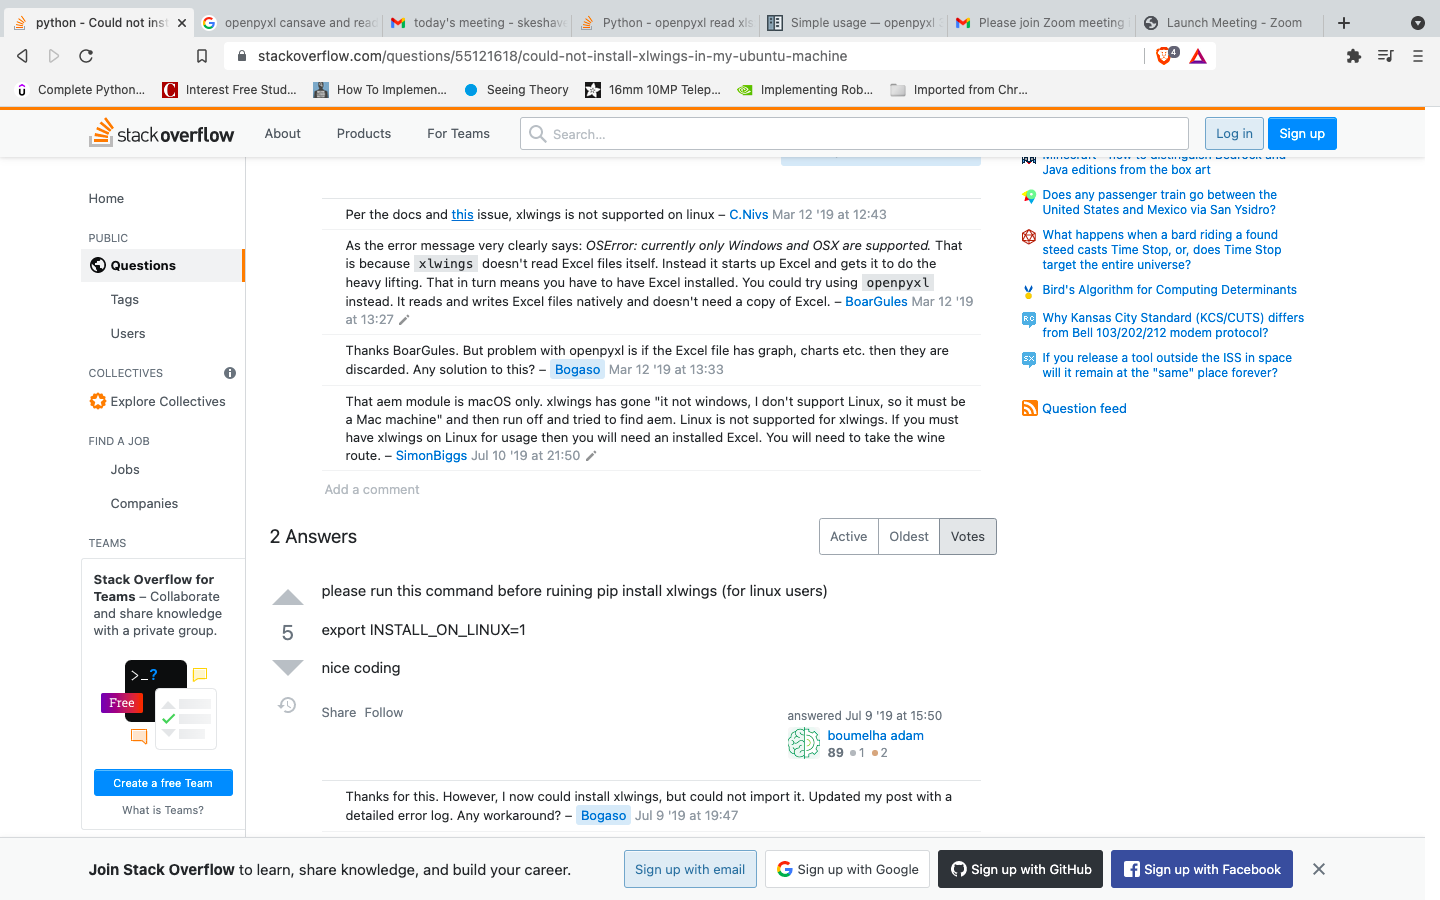 python - Could not inst
openpyxl cansave and read
today's meeting - skeshave
Python - openpyxl read xls
Simple usage — openpyxl
Please join Zoom meeting
Launch Meeting - Zoom
stackoverflow.com/questions/55121618/could-not-install-xlwings-in-my-ubuntu-machine
4
Complete Python...
Interest Free Stud...
How To Implemen...
Seeing Theory
16mm 10MP Telep...
Implementing Rob...
Imported from Chr...
stackoverflow
About
Products
For Teams
Search...
Log in
Sign up
Home
PUBLIC
Questions
Tags
Users
COLLECTIVES
Explore Collectives
FIND A JOB
Jobs
Companies
TEAMS
Stack Overflow for
Teams – Collaborate
and share knowledge
with a private group.
>_?
Free
Create a free Team
What is Teams?
Per the docs and this issue, xlwings is not supported on linux – C.Nivs Mar 12 '19 at 12:43
As the error message very clearly says: OSError: currently only Windows and OSX are supported. That
is because xlwings doesn't read Excel files itself. Instead it starts up Excel and gets it to do the
heavy lifting. That in turn means you have to have Excel installed. You could try using openpyxl
instead. It reads and writes Excel files natively and doesn't need a copy of Excel. – BoarGules Mar 12 '19
at 13:27
Thanks BoarGules. But problem with openpyxl is if the Excel file has graph, charts etc. then they are
discarded. Any solution to this? – Bogaso Mar 12 '19 at 13:33
That aem module is macOS only. xlwings has gone "it not windows, I don't support Linux, so it must be
a Mac machine" and then run off and tried to find aem. Linux is not supported for xlwings. If you must
have xlwings on Linux for usage then you will need an installed Excel. You will need to take the wine
route. – SimonBiggs Jul 10 '19 at 21:50
Add a comment
2 Answers
Active
Oldest
Votes
please run this command before ruining pip install xlwings (for linux users)
5
export INSTALL_ON_LINUX=1
nice coding
Share Follow
answered Jul 9 '19 at 15:50
boumelha adam
89 1 2
Thanks for this. However, I now could install xlwings, but could not import it. Updated my post with a
detailed error log. Any workaround? – Bogaso Jul 9 '19 at 19:47
Minecraft - how to distinguish Bedrock and
Java editions from the box art
Does any passenger train go between the
United States and Mexico via San Ysidro?
What happens when a bard riding a found
steed casts Time Stop, or, does Time Stop
target the entire universe?
Bird's Algorithm for Computing Determinants
Why Kansas City Standard (KCS/CUTS) differs
from Bell 103/202/212 modem protocol?
If you release a tool outside the ISS in space
will it remain at the "same" place forever?
Question feed
Join Stack Overflow to learn, share knowledge, and build your career.
Sign up with email
Sign up with Google
Sign up with GitHub
Sign up with Facebook